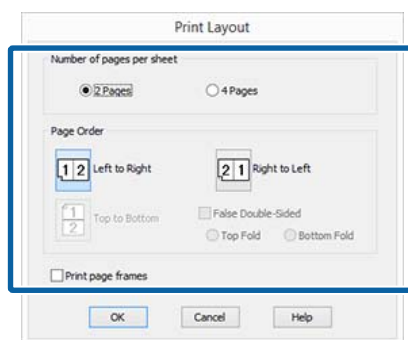 Print Layout
Number of pages per sheet
2 Pages 4 Pages
Page Order
1 2 Left to Right 2 1 Right to Left
1
2 Top to Bottom False Double-Sided
Top Fold Bottom Fold
Print page frames
OK Cancel Help